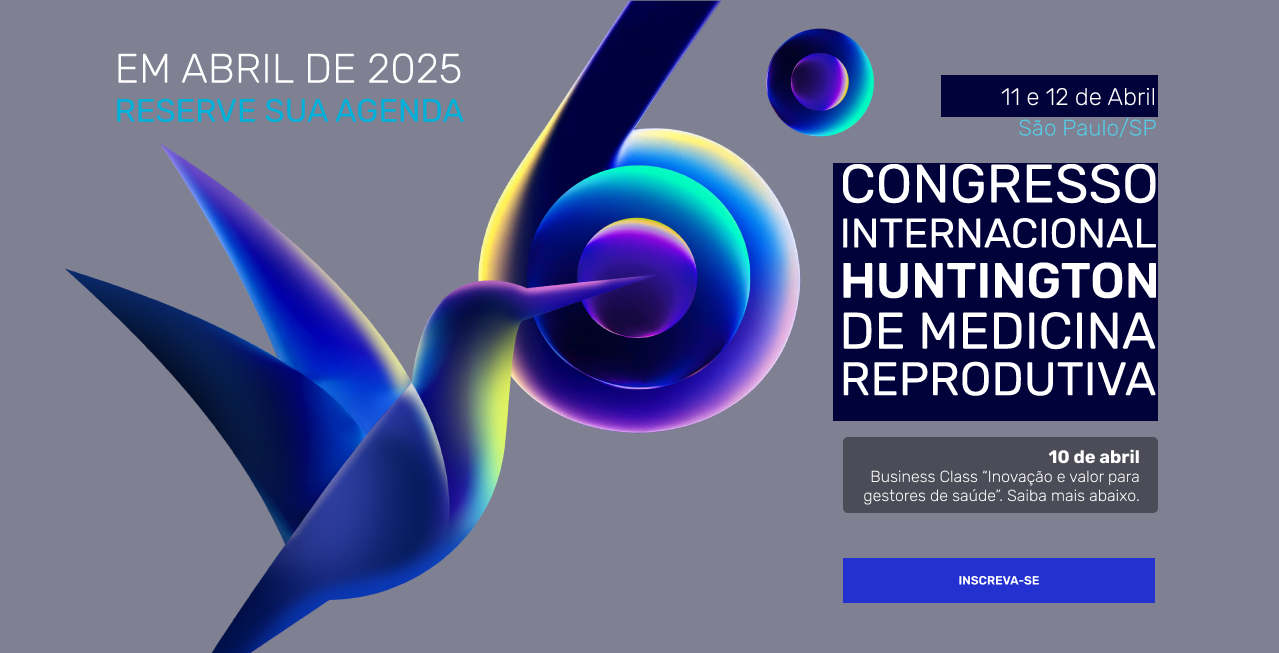 EM ABRIL DE 2025
RESERVE SUA AGENDA
6º
11 e 12 de Abril
São Paulo/SP
CONGRESSO
INTERNACIONAL
HUNTINGTON
DE MEDICINA
REPRODUTIVA
10 de abril
Business Class “Inovação e valor para
gestores de saúde”. Saiba mais abaixo.
INSCREVA-SE